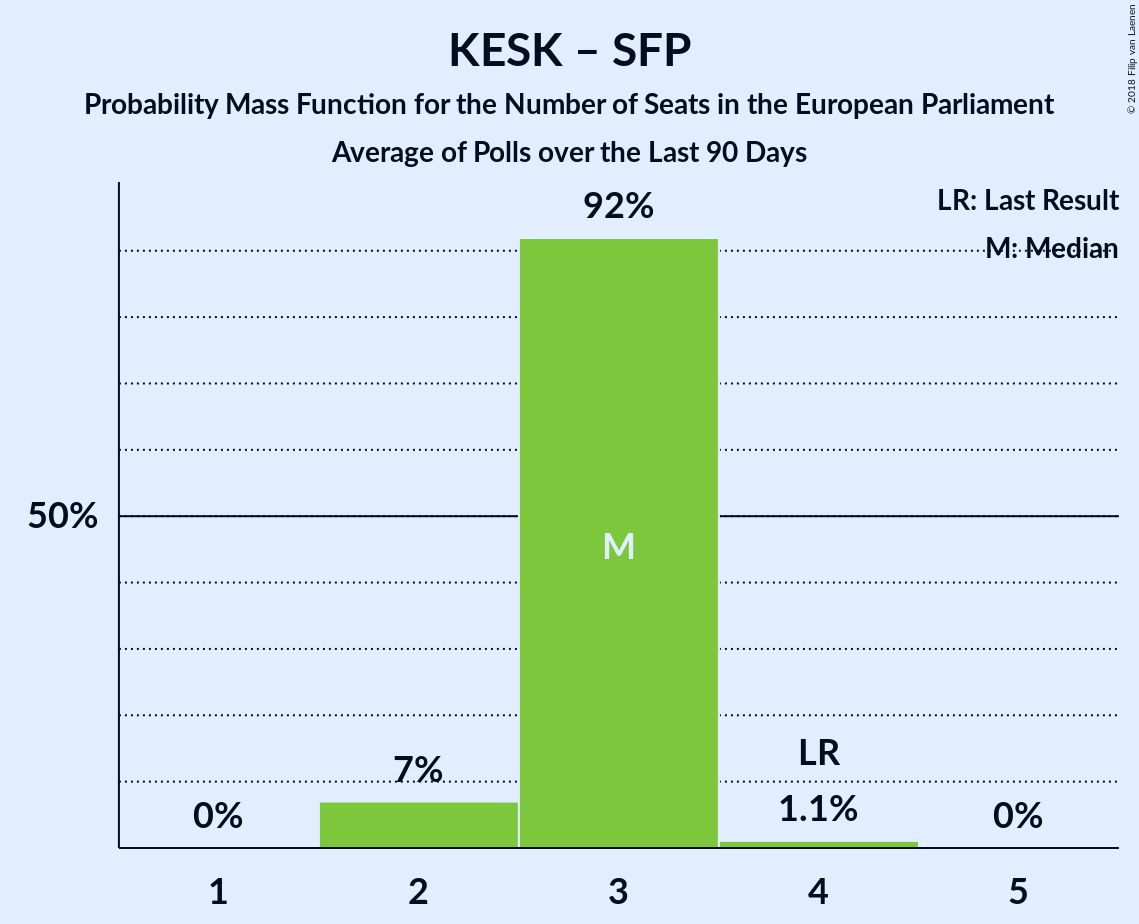 KESK – SFP
Probability Mass Function for the Number of Seats in the European Parliament
Average of Polls over the Last 90 Days
© 2018 Filip van Laenen
LR: Last Result
M: Median
92%
50%
M
7%
LR
0%
1.1%
0%
1 2 3 4 5